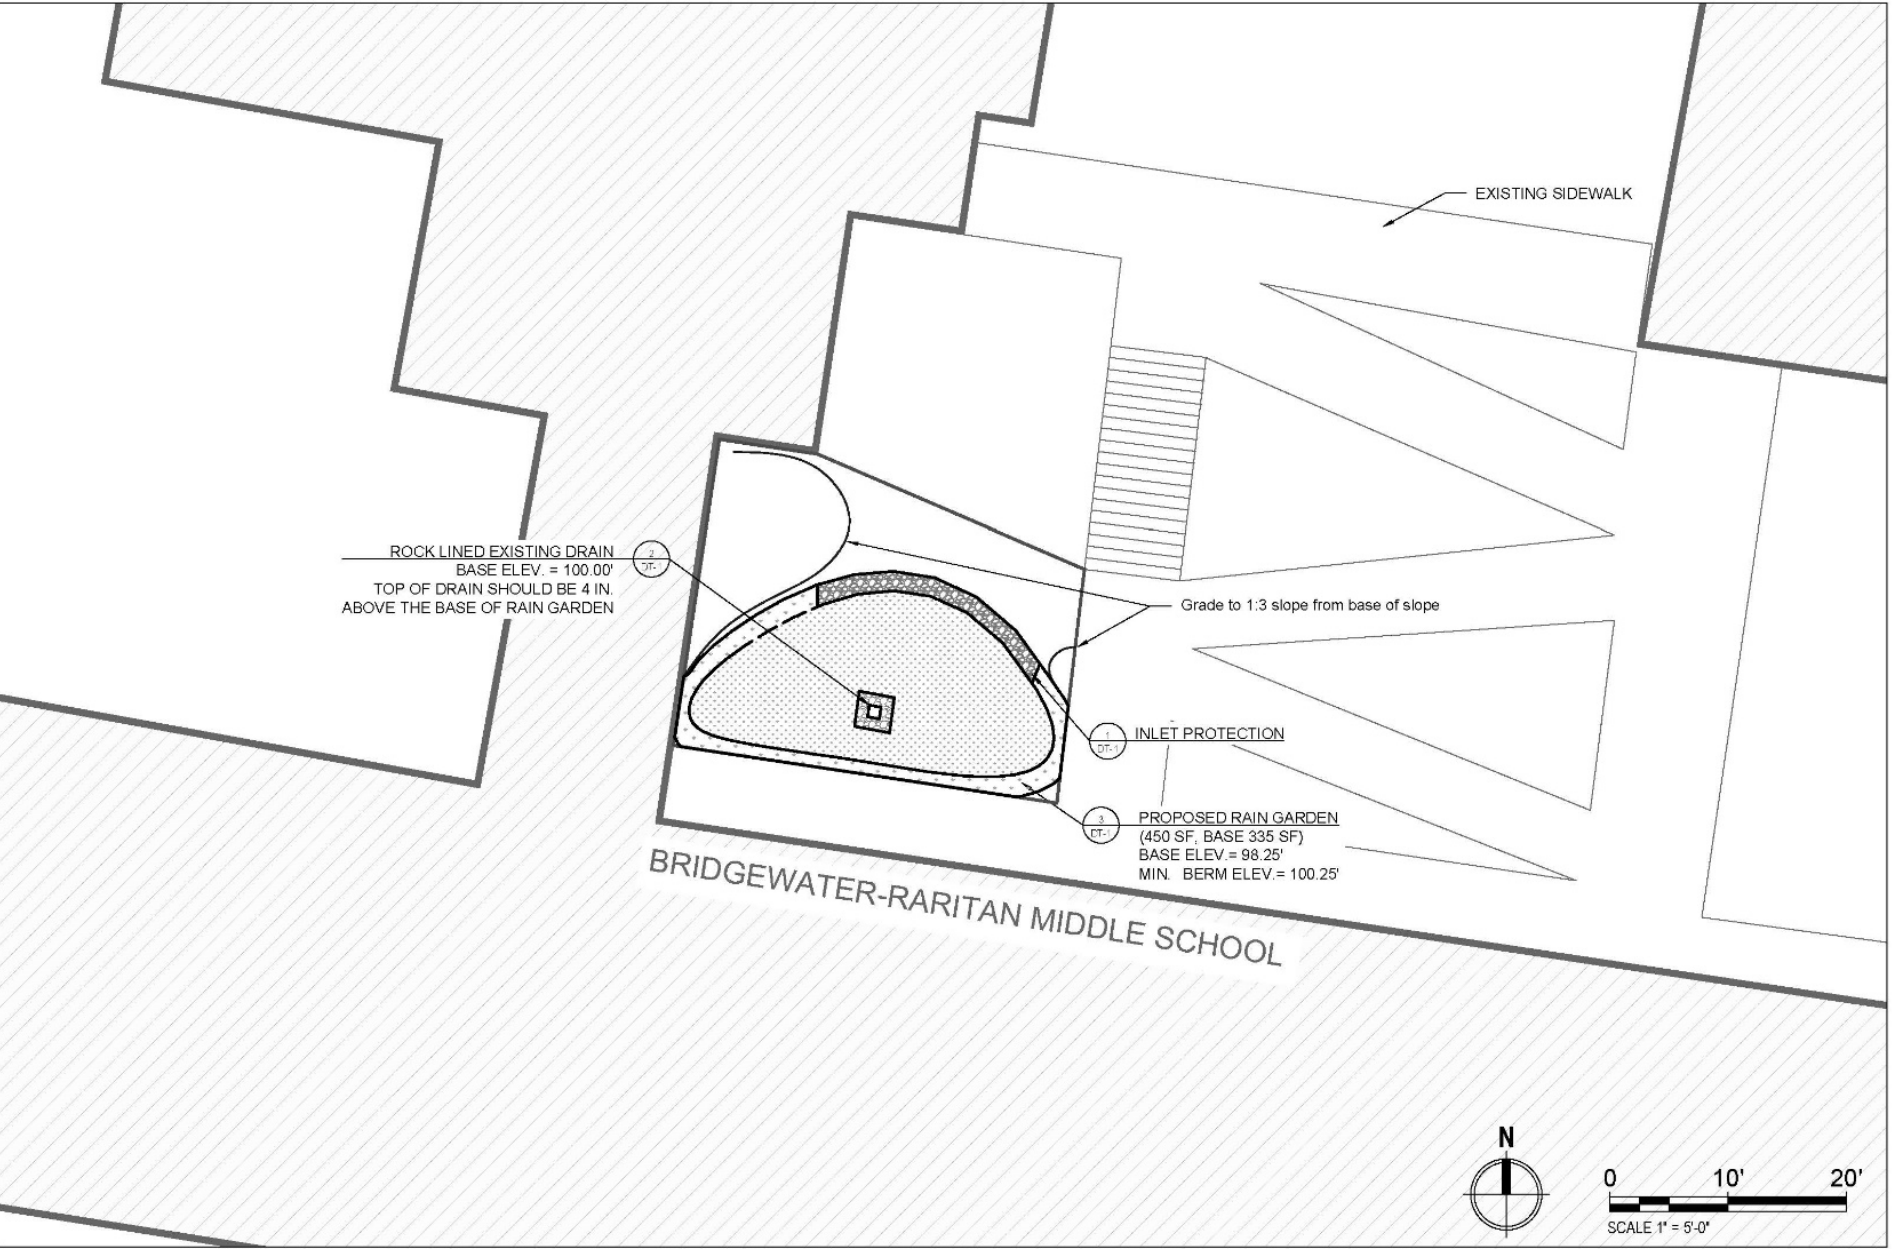 EXISTING SIDEWALK
ROCK LINED EXISTING DRAIN
BASE ELEV. = 100.00'
TOP OF DRAIN SHOULD BE 4 IN.
ABOVE THE BASE OF RAIN GARDEN
2
DT-1
Grade to 1:3 slope from base of slope
1
DT-1
INLET PROTECTION
3
DT-1
PROPOSED RAIN GARDEN
(450 SF, BASE 335 SF)
BASE ELEV.= 98.25'
MIN. BERM ELEV.= 100.25'
BRIDGEWATER-RARITAN MIDDLE SCHOOL
N
0 10' 20'
SCALE 1" = 5'-0"